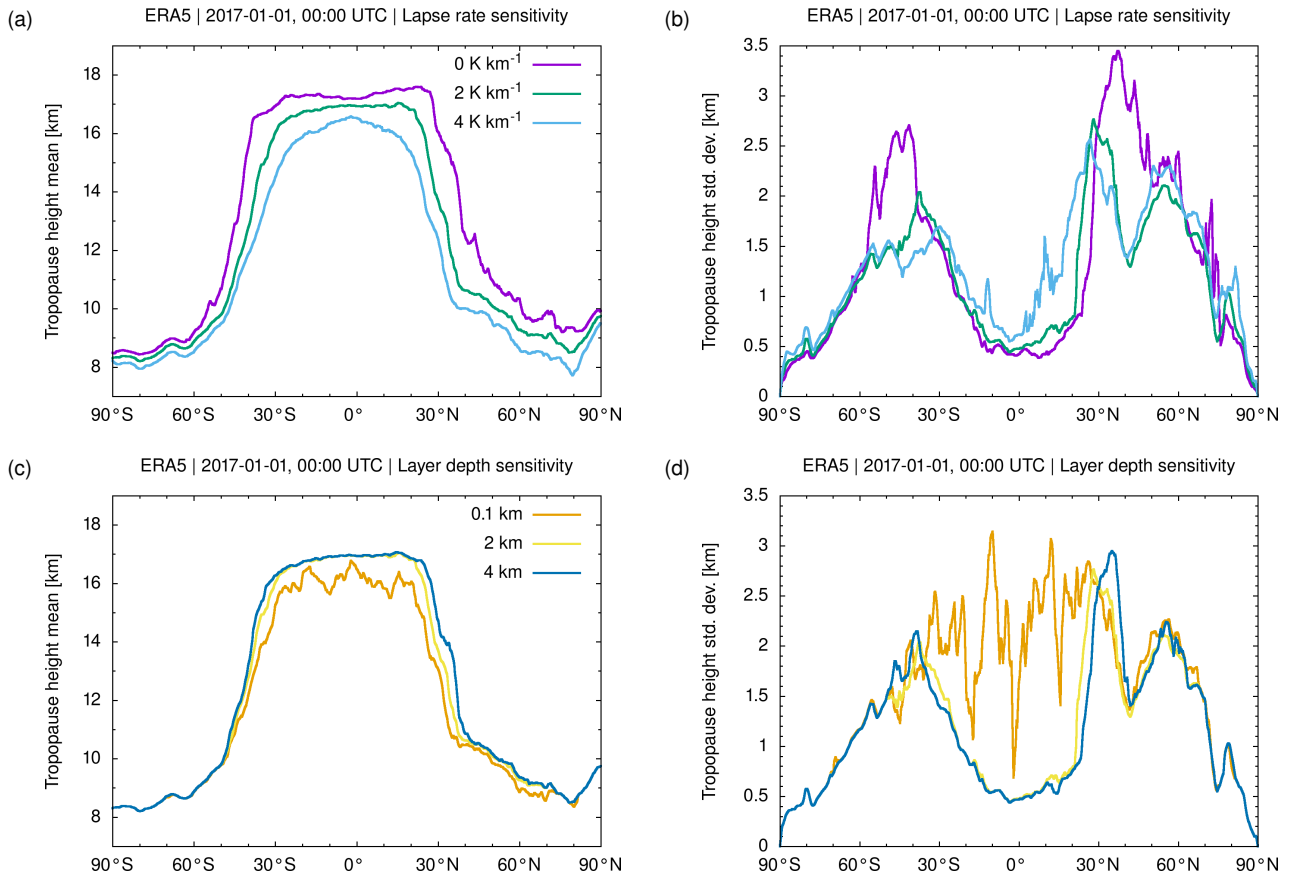 (a)
ERA5 | 2017-01-01, 00:00 UTC | Lapse rate sensitivity
Tropopause height mean [km]
18
16
14
12
10
8
0 K km⁻¹
2 K km⁻¹
4 K km⁻¹
90°S 60°S 30°S 0° 30°N 60°N 90°N
(b)
ERA5 | 2017-01-01, 00:00 UTC | Lapse rate sensitivity
Tropopause height std. dev. [km]
3.5
3
2.5
2
1.5
1
0.5
0
90°S 60°S 30°S 0° 30°N 60°N 90°N
(c)
ERA5 | 2017-01-01, 00:00 UTC | Layer depth sensitivity
Tropopause height mean [km]
18
16
14
12
10
8
0.1 km
2 km
4 km
90°S 60°S 30°S 0° 30°N 60°N 90°N
(d)
ERA5 | 2017-01-01, 00:00 UTC | Layer depth sensitivity
Tropopause height std. dev. [km]
3.5
3
2.5
2
1.5
1
0.5
0
90°S 60°S 30°S 0° 30°N 60°N 90°N